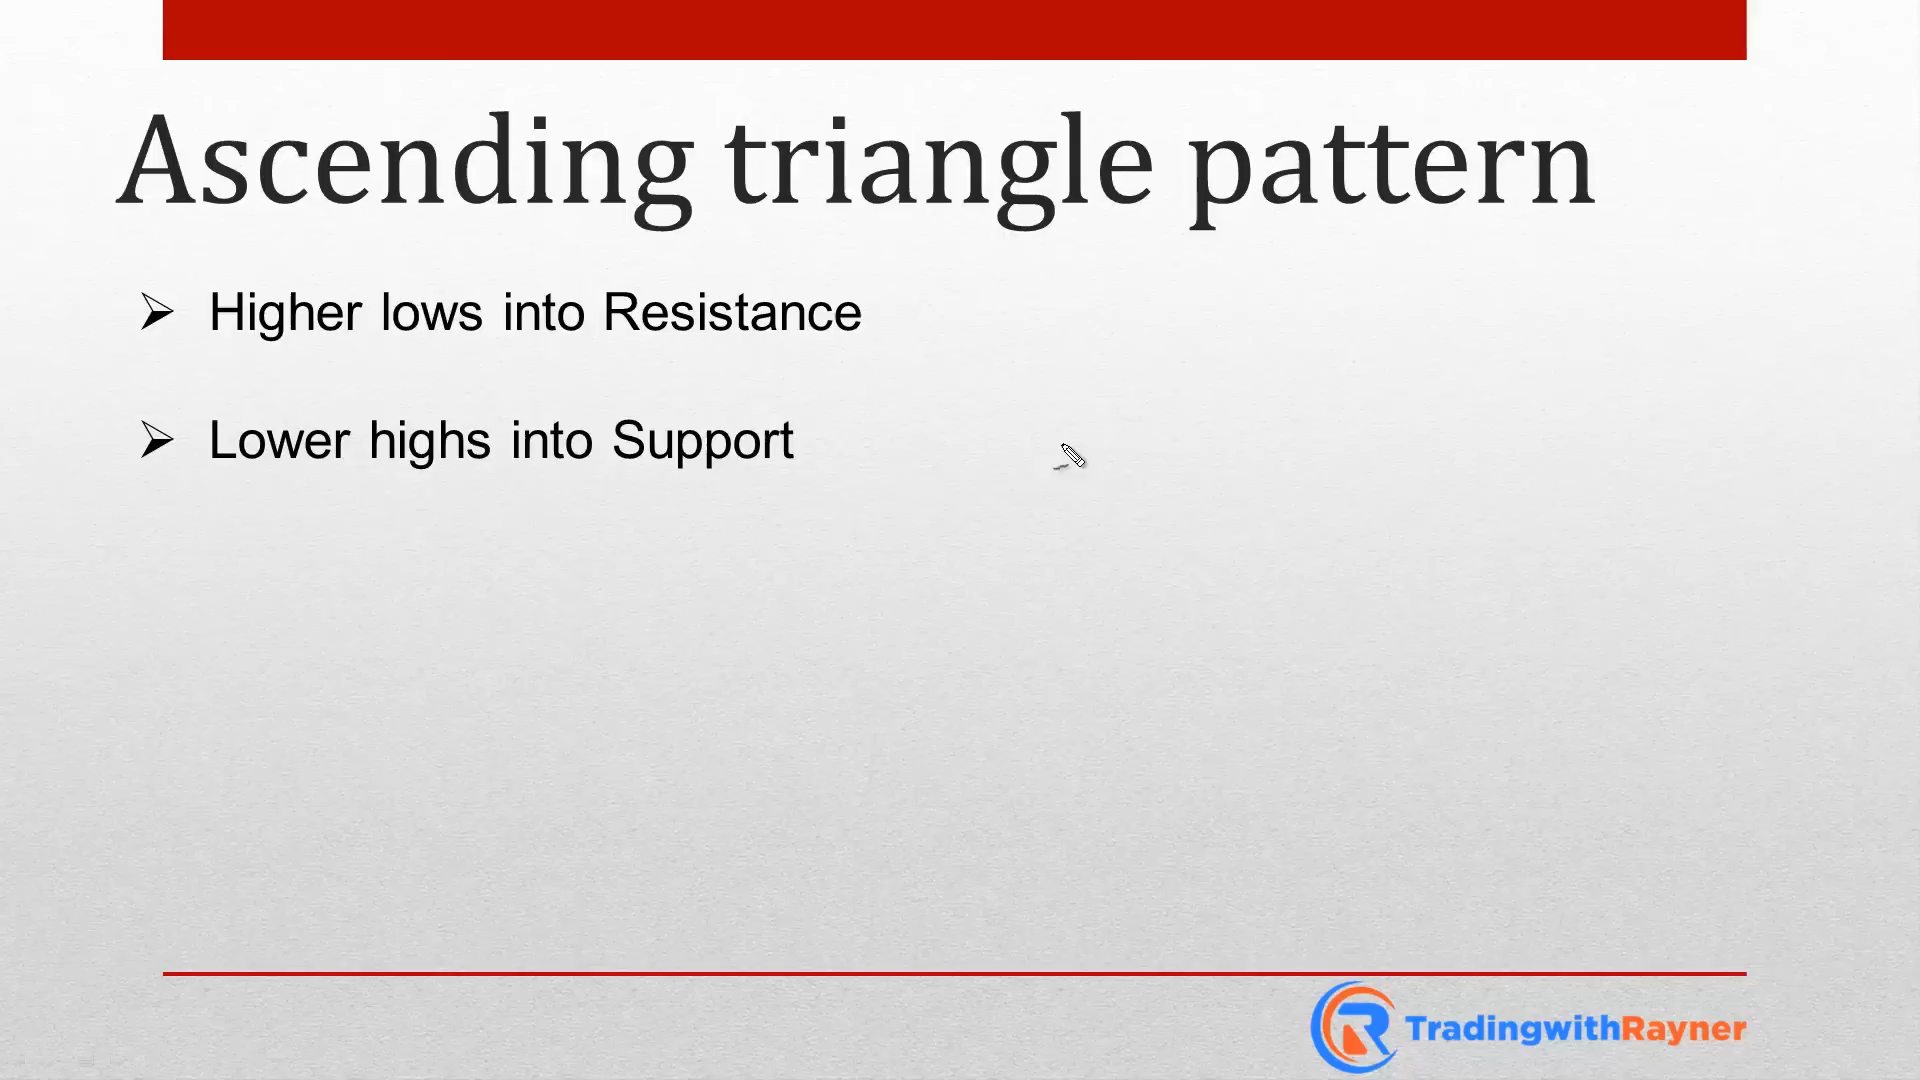 Ascending triangle pattern
Higher lows into Resistance
Lower highs into Support
TradingwithRayner